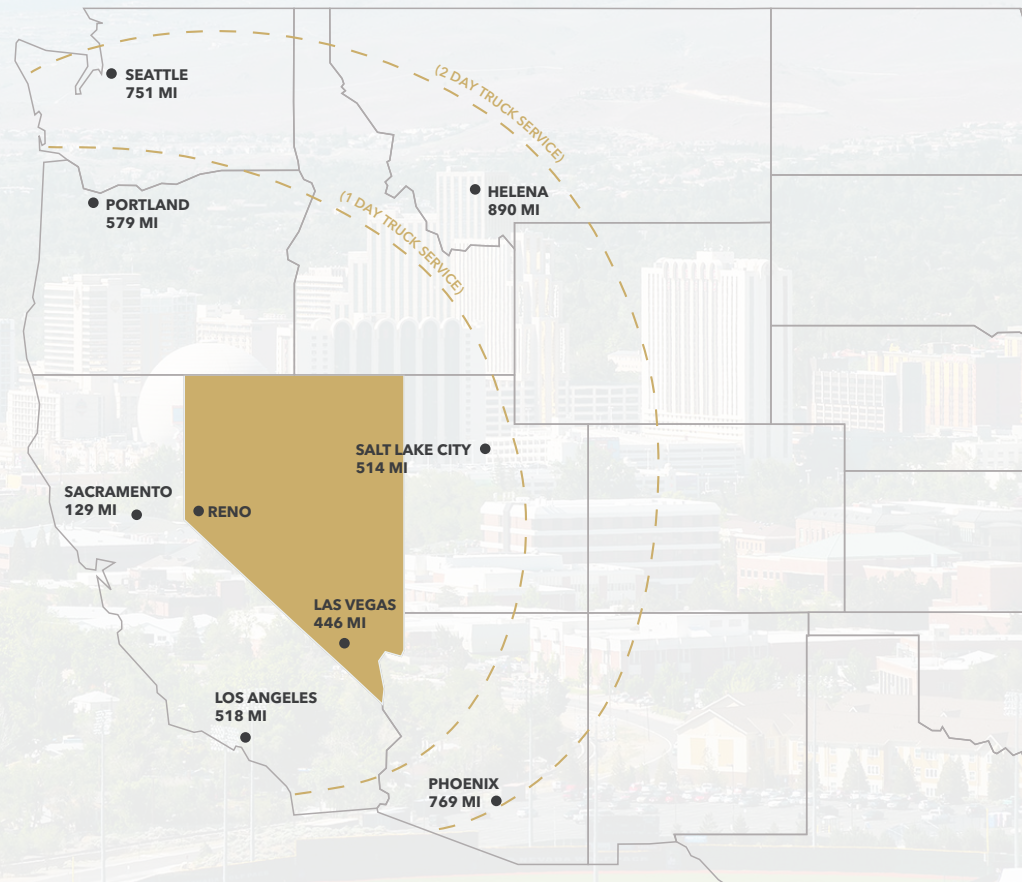 (2 DAY TRUCK SERVICE)
SEATTLE
751 MI
HELENA
890 MI
PORTLAND
579 MI
(1 DAY TRUCK SERVICE)
SALT LAKE CITY
514 MI
SACRAMENTO
129 MI
RENO
LAS VEGAS
446 MI
LOS ANGELES
518 MI
PHOENIX
769 MI